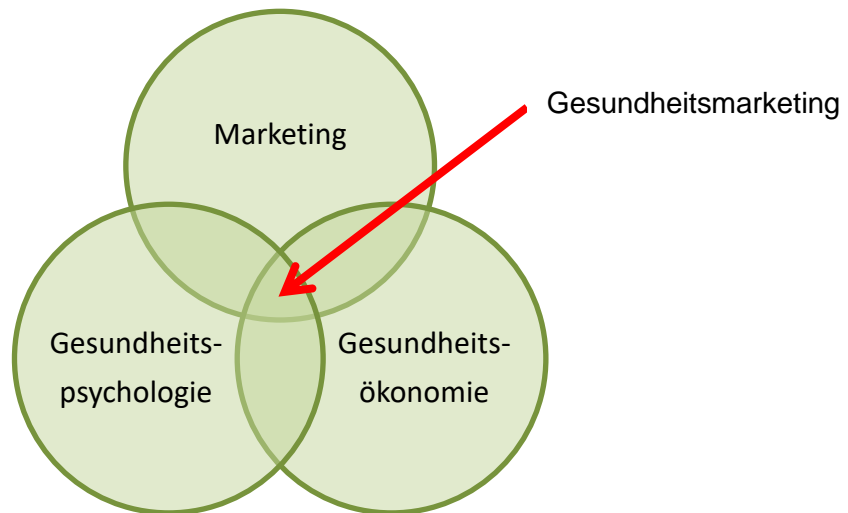 Gesundheitsmarketing
Marketing
Gesundheits-
psychologie
Gesundheits-
ökonomie